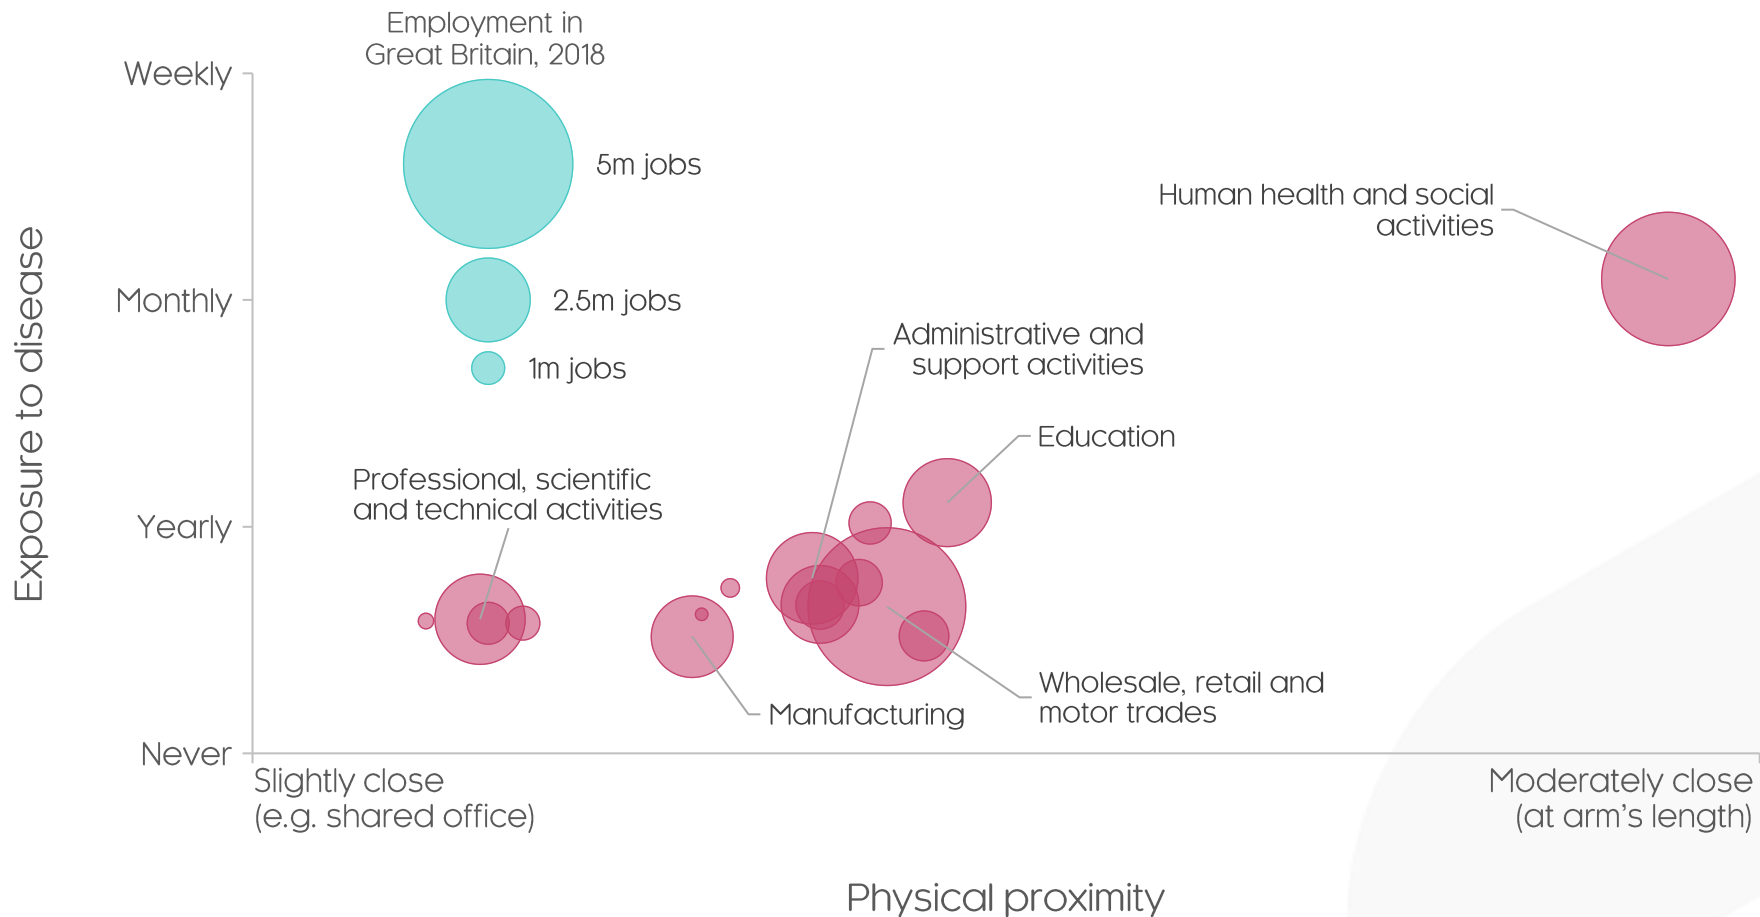 Employment in
Great Britain, 2018
Weekly
5m jobs
Human health and social
activities
Monthly
2.5m jobs
Administrative and
support activities
1m jobs
Education
Professional, scientific
and technical activities
Yearly
Exposure to disease
Wholesale, retail and
motor trades
Manufacturing
Never
Slightly close
(e.g. shared office)
Moderately close
(at arm's length)
Physical proximity